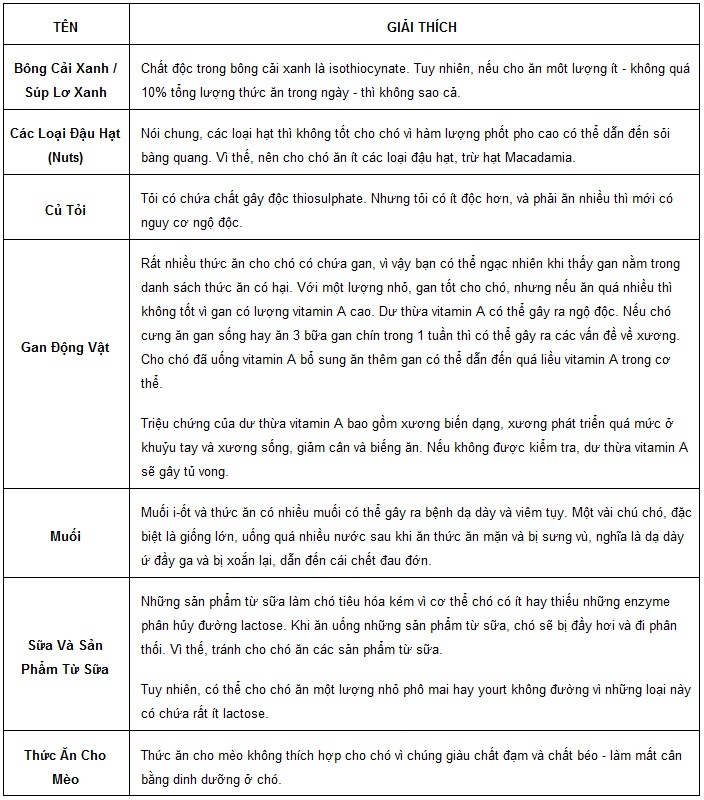 TÊN
GIẢI THÍCH
Bông Cải Xanh /
Súp Lơ Xanh
Chất độc trong bông cải xanh là isothiocynate. Tuy nhiên, nếu cho ăn một lượng ít - không quá
10% tổng lượng thức ăn trong ngày - thì không sao cả.
Các Loại Đậu Hạt
(Nuts)
Nói chung, các loại hạt thì không tốt cho chó vì hàm lượng phốt pho cao có thể dẫn đến sỏi
bàng quang. Vì thế, nên cho chó ăn ít các loại đậu hạt, trừ hạt Macadamia.
Củ Tỏi
Tỏi có chứa chất gây độc thiosulphate. Nhưng tỏi có ít độc hơn, và phải ăn nhiều thì mới có
nguy cơ ngộ độc.
Gan Động Vật
Rất nhiều thức ăn cho chó có chứa gan, vì vậy bạn có thể ngạc nhiên khi thấy gan nằm trong
danh sách thức ăn có hại. Với một lượng nhỏ, gan tốt cho chó, nhưng nếu ăn quá nhiều thì
không tốt vì gan có lượng vitamin A cao. Dư thừa vitamin A có thể gây ra ngộ độc. Nếu chó
cưng ăn gan sống hay ăn 3 bữa gan chín trong 1 tuần thì có thể gây ra các vấn đề về xương.
Cho chó đã uống vitamin A bổ sung ăn thêm gan có thể dẫn đến quá liều vitamin A trong cơ
thể.
Triệu chứng của dư thừa vitamin A bao gồm xương biến dạng, xương phát triển quá mức ở
khuỷu tay và xương sống, giảm cân và biếng ăn. Nếu không được kiểm tra, dư thừa vitamin A
sẽ gây tử vong.
Muối
Muối i-ốt và thức ăn có nhiều muối có thể gây ra bệnh dạ dày và viêm tụy. Một vài chú chó, đặc
biệt là giống lớn, uống quá nhiều nước sau khi ăn thức ăn mặn và bị sưng vù, nghĩa là dạ dày
ứ đầy ga và bị xoắn lại, dẫn đến cái chết đau đớn.
Sữa Và Sản
Phẩm Từ Sữa
Những sản phẩm từ sữa làm chó tiêu hóa kém vì cơ thể chó có ít hay thiếu những enzyme
phân hủy đường lactose. Khi ăn uống những sản phẩm từ sữa, chó sẽ bị đầy hơi và đi phân
thối. Vì thế, tránh cho chó ăn các sản phẩm từ sữa.
Tuy nhiên, có thể cho chó ăn một lượng nhỏ phô mai hay yourt không đường vì những loại này
có chứa rất ít lactose.
Thức Ăn Cho
Mèo
Thức ăn cho mèo không thích hợp cho chó vì chúng giàu chất đạm và chất béo - làm mất cân
bằng dinh dưỡng ở chó.